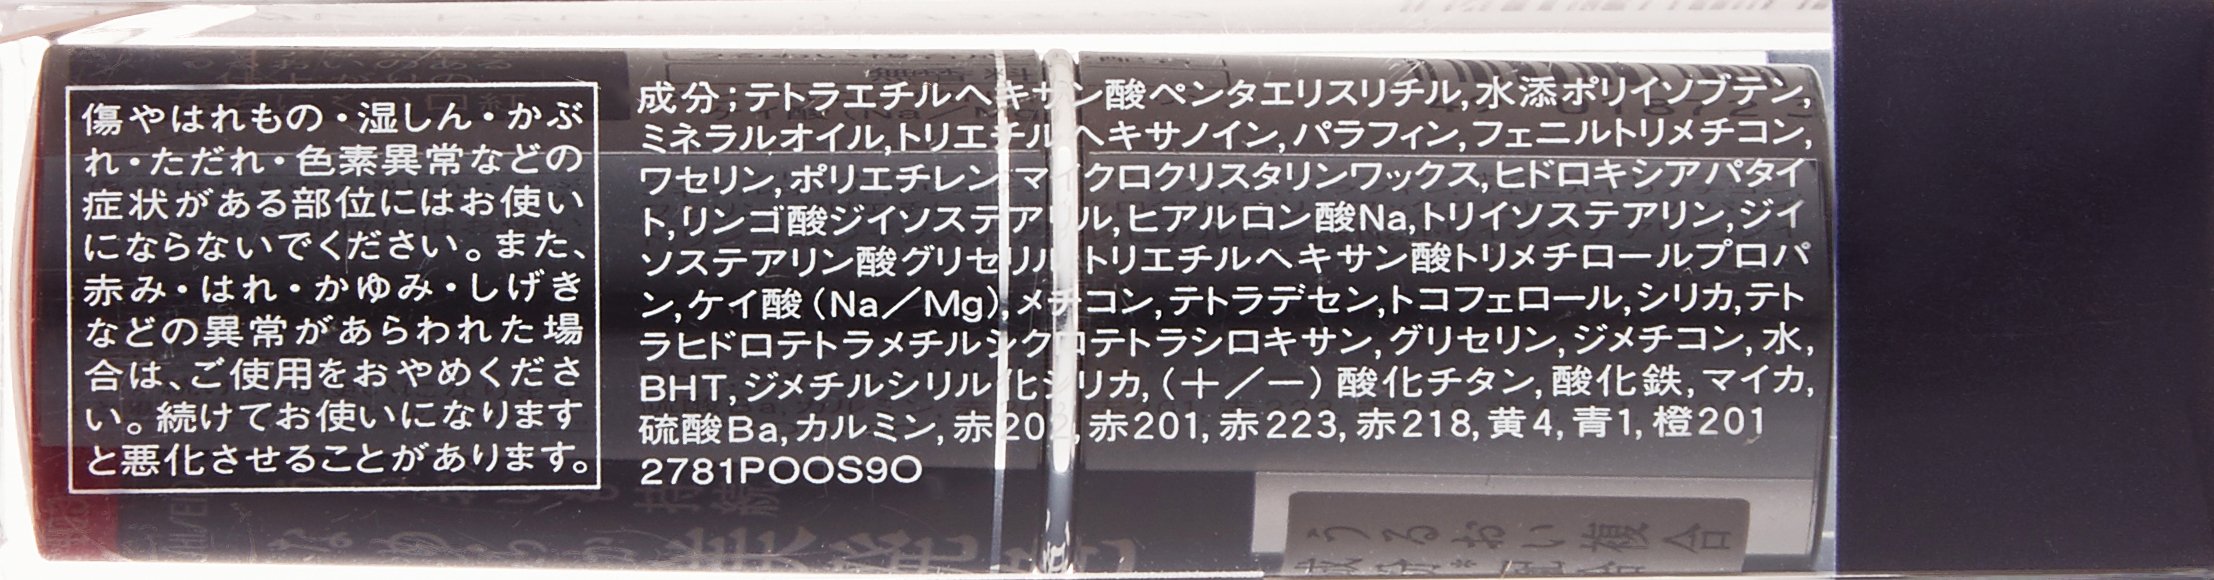 傷やはれもの・湿しん・かぶ
れ・ただれ・色素異常などの
症状がある部位にはお使い
にならないでください。また、
赤み・はれ・かゆみ・しげき
などの異常があらわれた場
合は、ご使用をおやめくださ
い。続けてお使いになります
と悪化させることがあります。
成分;テトラエチルヘキサン酸ペンタエリスリチル,水添ポリイソブテン,
ミネラルオイル,トリエチルヘキサノイン,パラフィン,フェニルトリメチコン,
ワセリン,ポリエチレン,マイクロクリスタリンワックス,ヒドロキシアパタイ
ト,リンゴ酸ジイソステアリル,ヒアルロン酸Na,トリイソステアリン,ジイ
ソステアリン酸グリセリル,トリエチルヘキサン酸トリメチロールプロパ
ン,ケイ酸(Na/Mg),メチコン,テトラデセン,トコフェロール,シリカ,テト
ラヒドロテトラメチルシクロテトラシロキサン,グリセリン,ジメチコン,水,
BHT,ジメチルシリル化シリカ,(+/−)酸化チタン,酸化鉄,マイカ,
硫酸Ba,カルミン,赤202,赤201,赤223,赤218,黄4,青1,橙201
2781POOS9O
うるおい複合